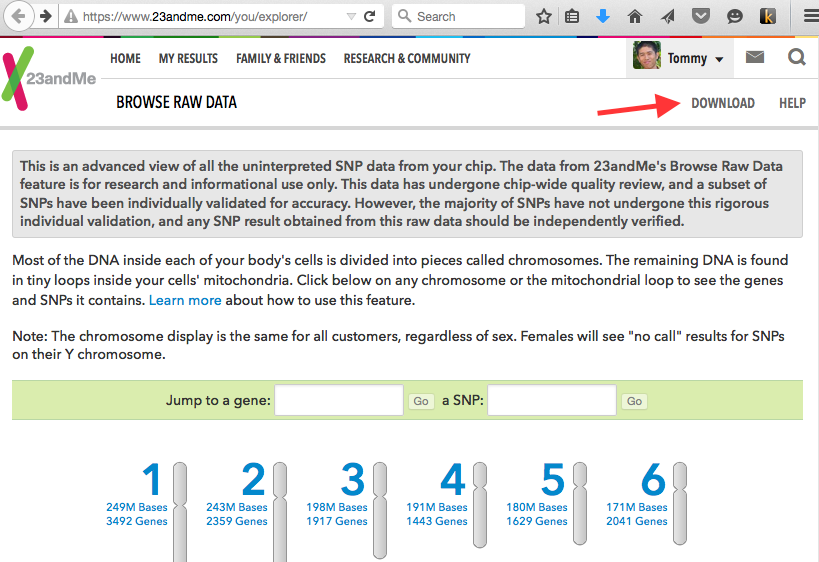 https://www.23andme.com/you/explorer/
Search
23andMe
HOME MY RESULTS FAMILY & FRIENDS RESEARCH & COMMUNITY
Tommy
BROWSE RAW DATA
DOWNLOAD HELP
This is an advanced view of all the uninterpreted SNP data from your chip. The data from 23andMe's Browse Raw Data
feature is for research and informational use only. This data has undergone chip-wide quality review, and a subset of
SNPs have been individually validated for accuracy. However, the majority of SNPs have not undergone this rigorous
individual validation, and any SNP result obtained from this raw data should be independently verified.
Most of the DNA inside each of your body's cells is divided into pieces called chromosomes. The remaining DNA is found
in tiny loops inside your cells' mitochondria. Click below on any chromosome or the mitochondrial loop to see the genes
and SNPs it contains. Learn more about how to use this feature.
Note: The chromosome display is the same for all customers, regardless of sex. Females will see "no call" results for SNPs
on their Y chromosome.
Jump to a gene: Go a SNP: Go
1 2 3 4 5 6
249M Bases 243M Bases 198M Bases 191M Bases 180M Bases 171M Bases
3492 Genes 2359 Genes 1917 Genes 1443 Genes 1629 Genes 2041 Genes